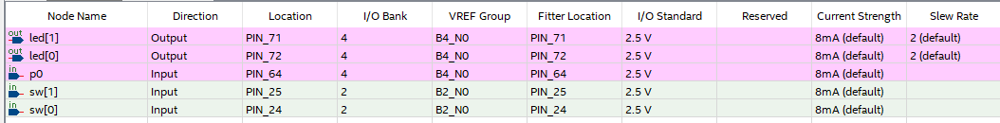 Node Name Direction Location I/O Bank VREF Group Fitter Location I/O Standard Reserved Current Strength Slew Rate
out led[1] Output PIN_71 4 B4_N0 PIN_71 2.5 V 8mA (default) 2 (default)
out led[0] Output PIN_72 4 B4_N0 PIN_72 2.5 V 8mA (default) 2 (default)
in p0 Input PIN_64 4 B4_N0 PIN_64 2.5 V 8mA (default)
in sw[1] Input PIN_25 2 B2_N0 PIN_25 2.5 V 8mA (default)
in sw[0] Input PIN_24 2 B2_N0 PIN_24 2.5 V 8mA (default)